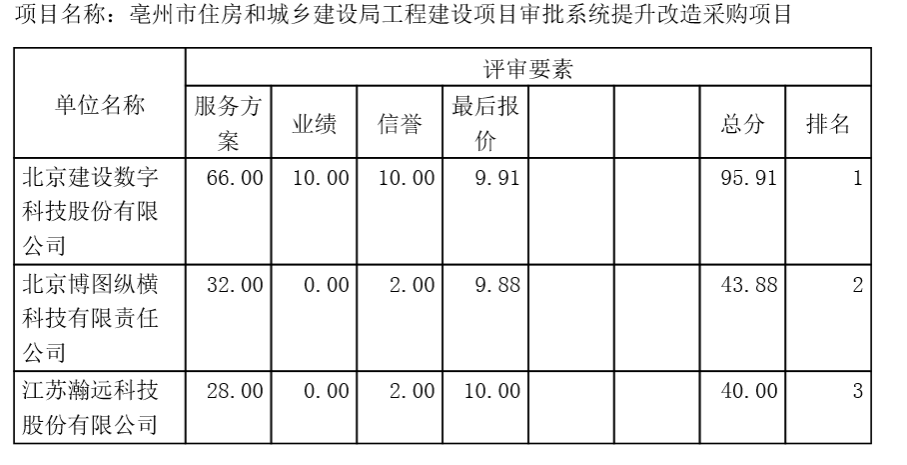 项目名称：亳州市住房和城乡建设局工程建设项目审批系统提升改造采购项目
评审要素
单位名称
服务方
案
业绩
信誉
最后报
价
总分
排名
北京建设数字
科技股份有限
公司
66.00 10.00 10.00 9.91 95.91 1
北京博图纵横
科技有限责任
公司
32.00 0.00 2.00 9.88 43.88 2
江苏瀚远科技
股份有限公司
28.00 0.00 2.00 10.00 40.00 3